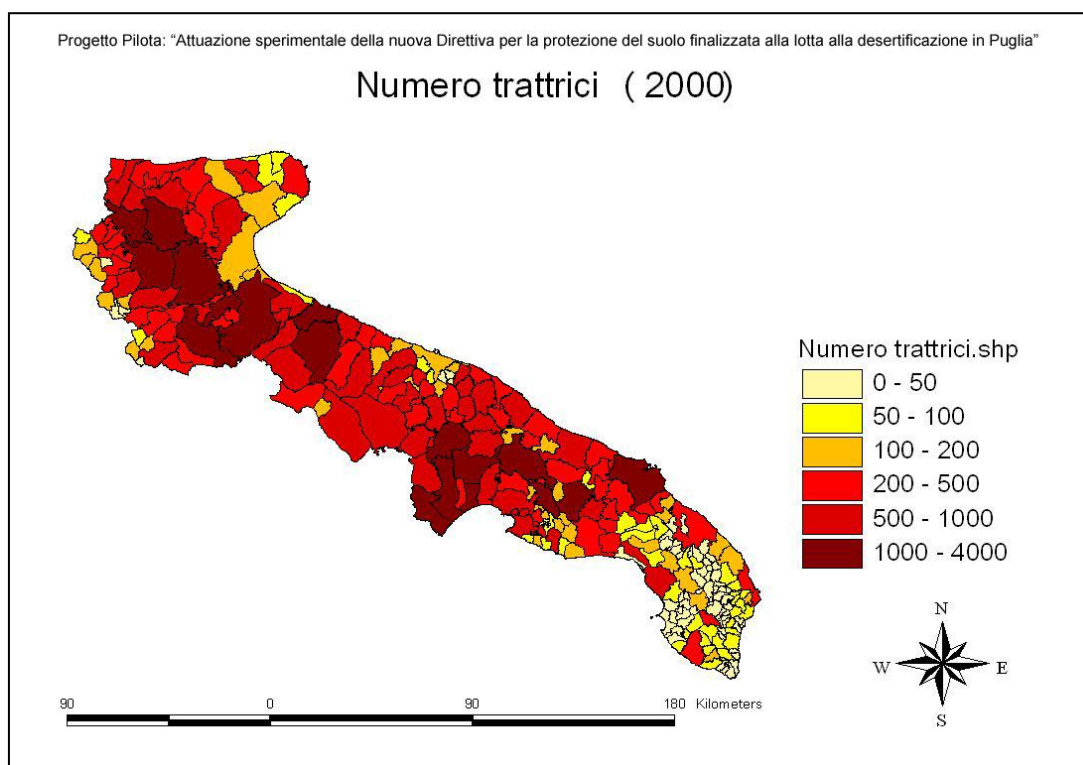 Progetto Pilota: “Attuazione sperimentale della nuova Direttiva per la protezione del suolo finalizzata alla lotta alla desertificazione in Puglia”
Numero trattrici ( 2000)
Numero trattrici.shp
0 - 50
50 - 100
100 - 200
200 - 500
500 - 1000
1000 - 4000
N
W E
S
90 0 90 180 Kilometers